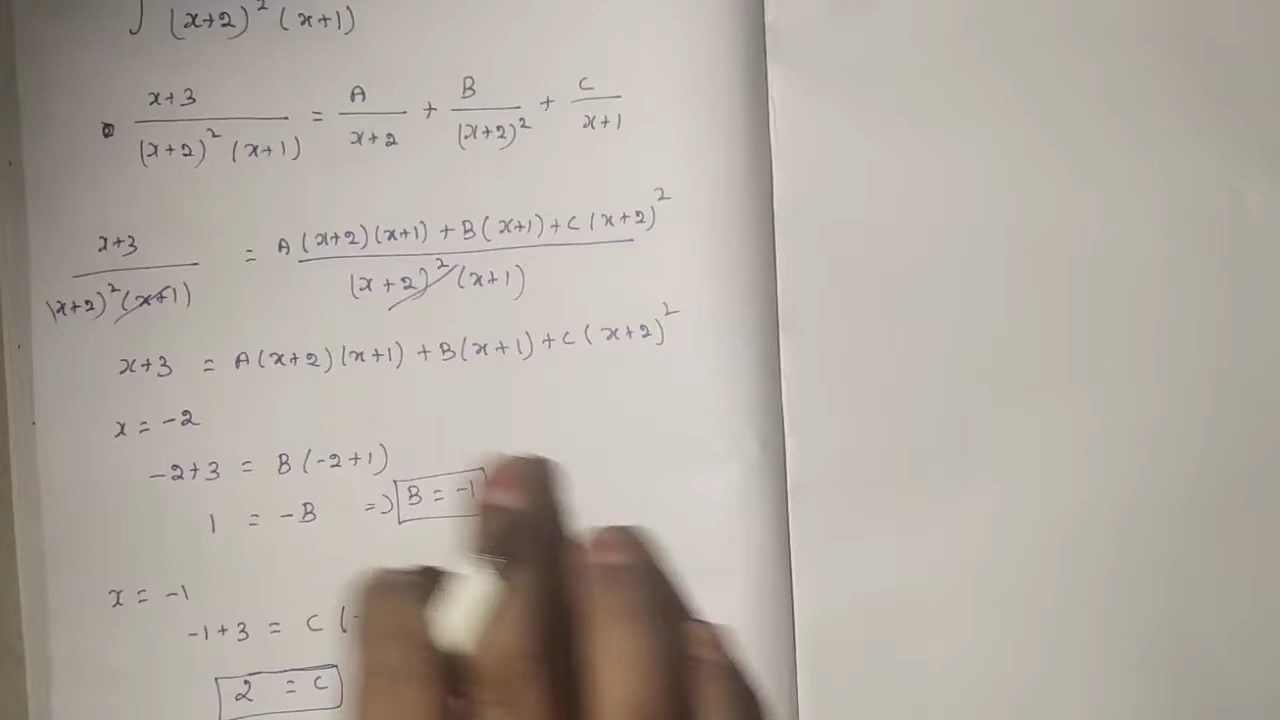 ∫ (x+2)² (x+1)
x+3 / (x+2)² (x+1) = A / x+2 + B / (x+2)² + C / x+1
x+3 / (x+2)² (x+1) = A (x+2) (x+1) + B (x+1) + C (x+2)² / (x+2)² (x+1)
x+3 = A (x+2) (x+1) + B (x+1) + C (x+2)²
x = -2
-2+3 = B (-2+1)
1 = -B => B = -1
x = -1
-1+3 = C (-
2 = C